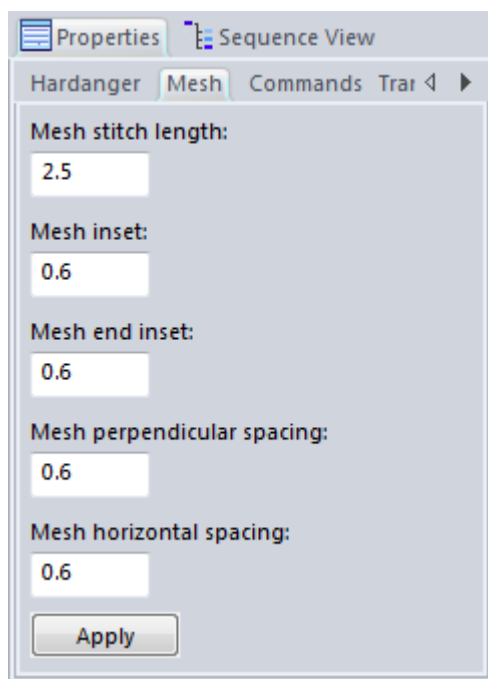 Properties Sequence View
Hardanger Mesh Commands Trar
Mesh stitch length:
2.5
Mesh inset:
0.6
Mesh end inset:
0.6
Mesh perpendicular spacing:
0.6
Mesh horizontal spacing:
0.6
Apply